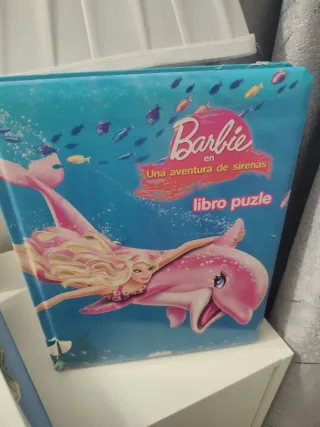 Barbie
en
Una aventura de sirenas
libro puzle